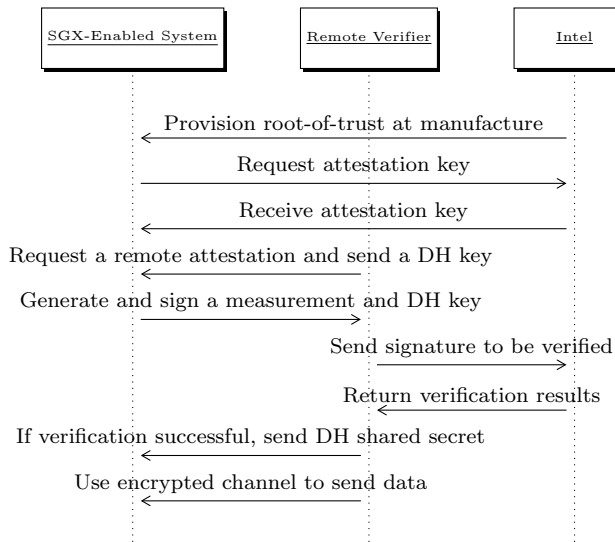 SGX-Enabled System
Remote Verifier
Intel
Provision root-of-trust at manufacture
Request attestation key
Receive attestation key
Request a remote attestation and send a DH key
Generate and sign a measurement and DH key
Send signature to be verified
Return verification results
If verification successful, send DH shared secret
Use encrypted channel to send data